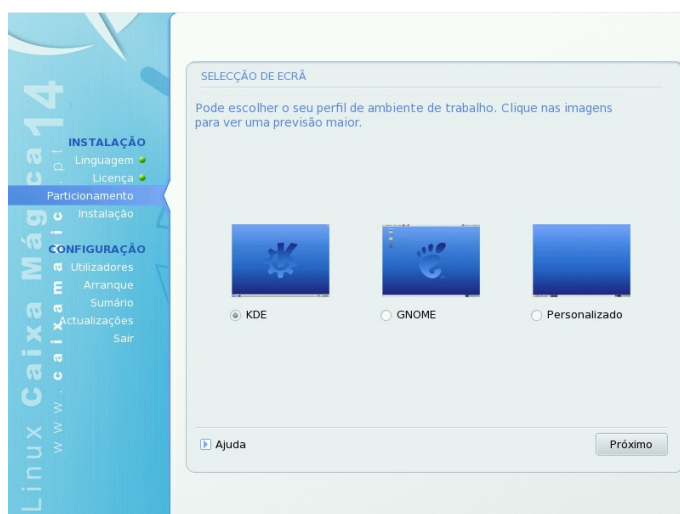 Linux Caixa Mágica 14
www.caixamagica.pt
INSTALAÇÃO
Linguagem
Licença
Particionamento
Instalação
CONFIGURAÇÃO
Utilizadores
Arranque
Sumário
Actualizações
Sair
SELECÇÃO DE ECRÃ
Pode escolher o seu perfil de ambiente de trabalho. Clique nas imagens
para ver uma previsão maior.
KDE
GNOME
Personalizado
Ajuda
Próximo